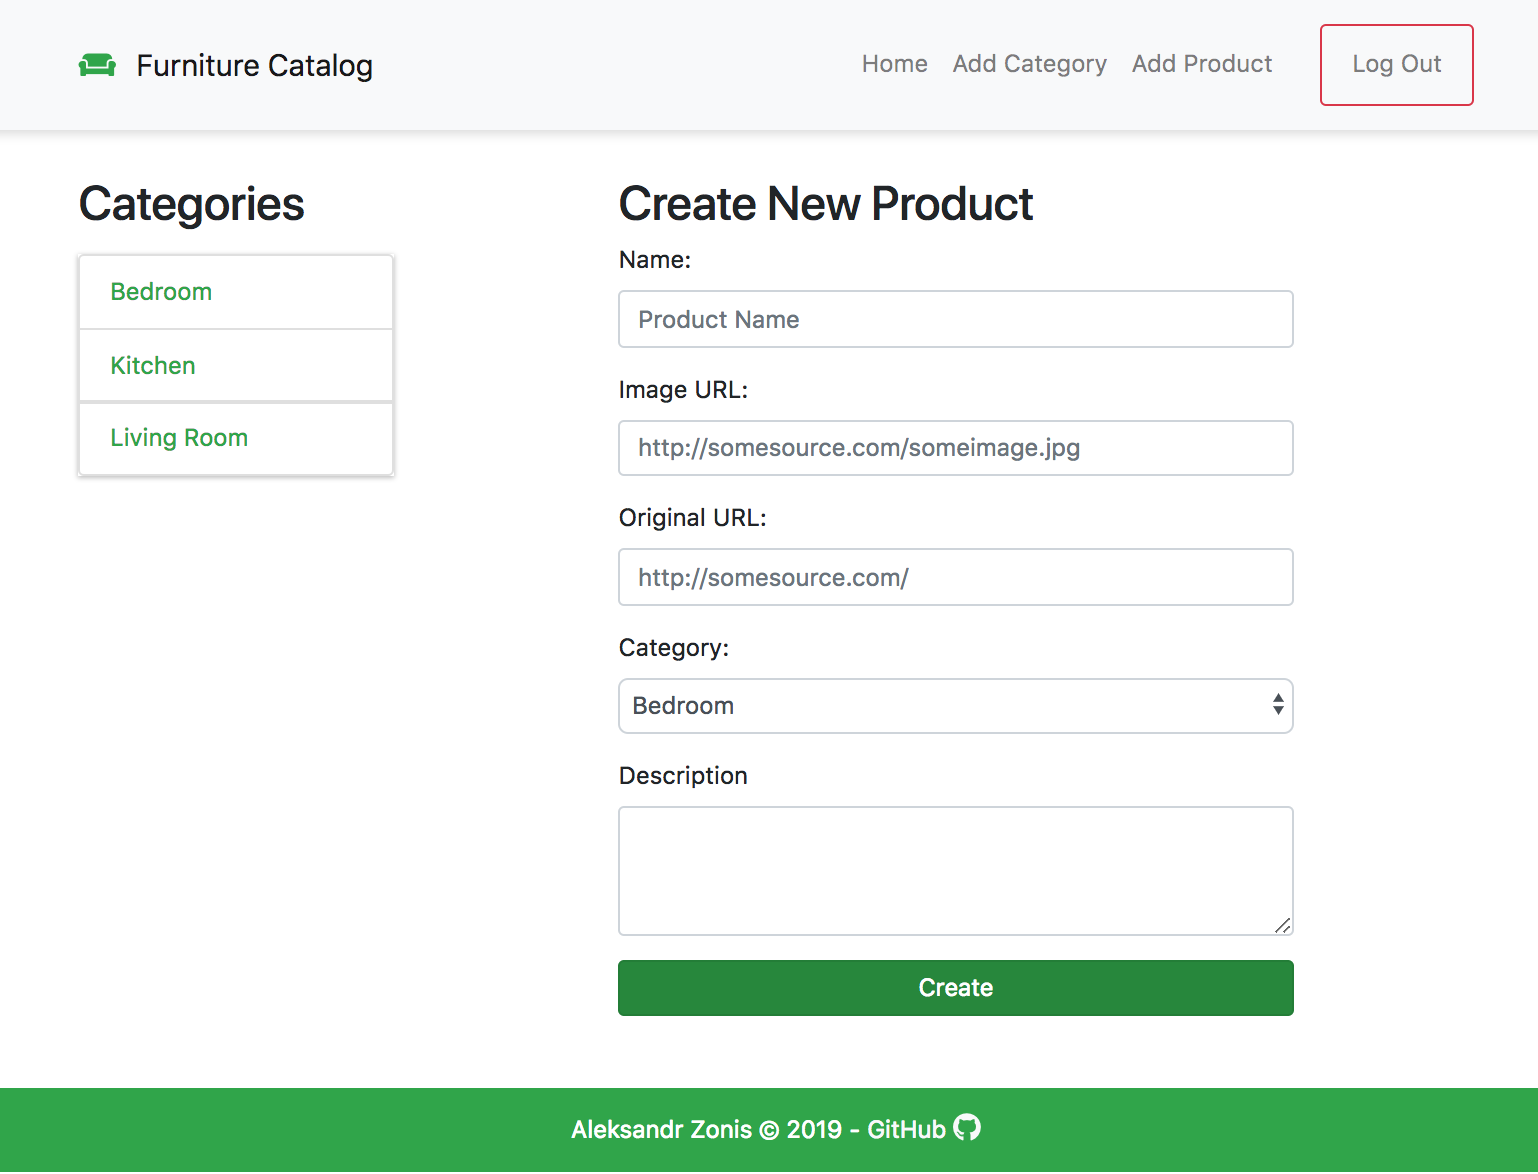 Furniture Catalog
Home Add Category Add Product Log Out
Categories
Bedroom
Kitchen
Living Room
Create New Product
Name:
Product Name
Image URL:
http://somesource.com/someimage.jpg
Original URL:
http://somesource.com/
Category:
Bedroom
Description
Create
Aleksandr Zonis © 2019 - GitHub